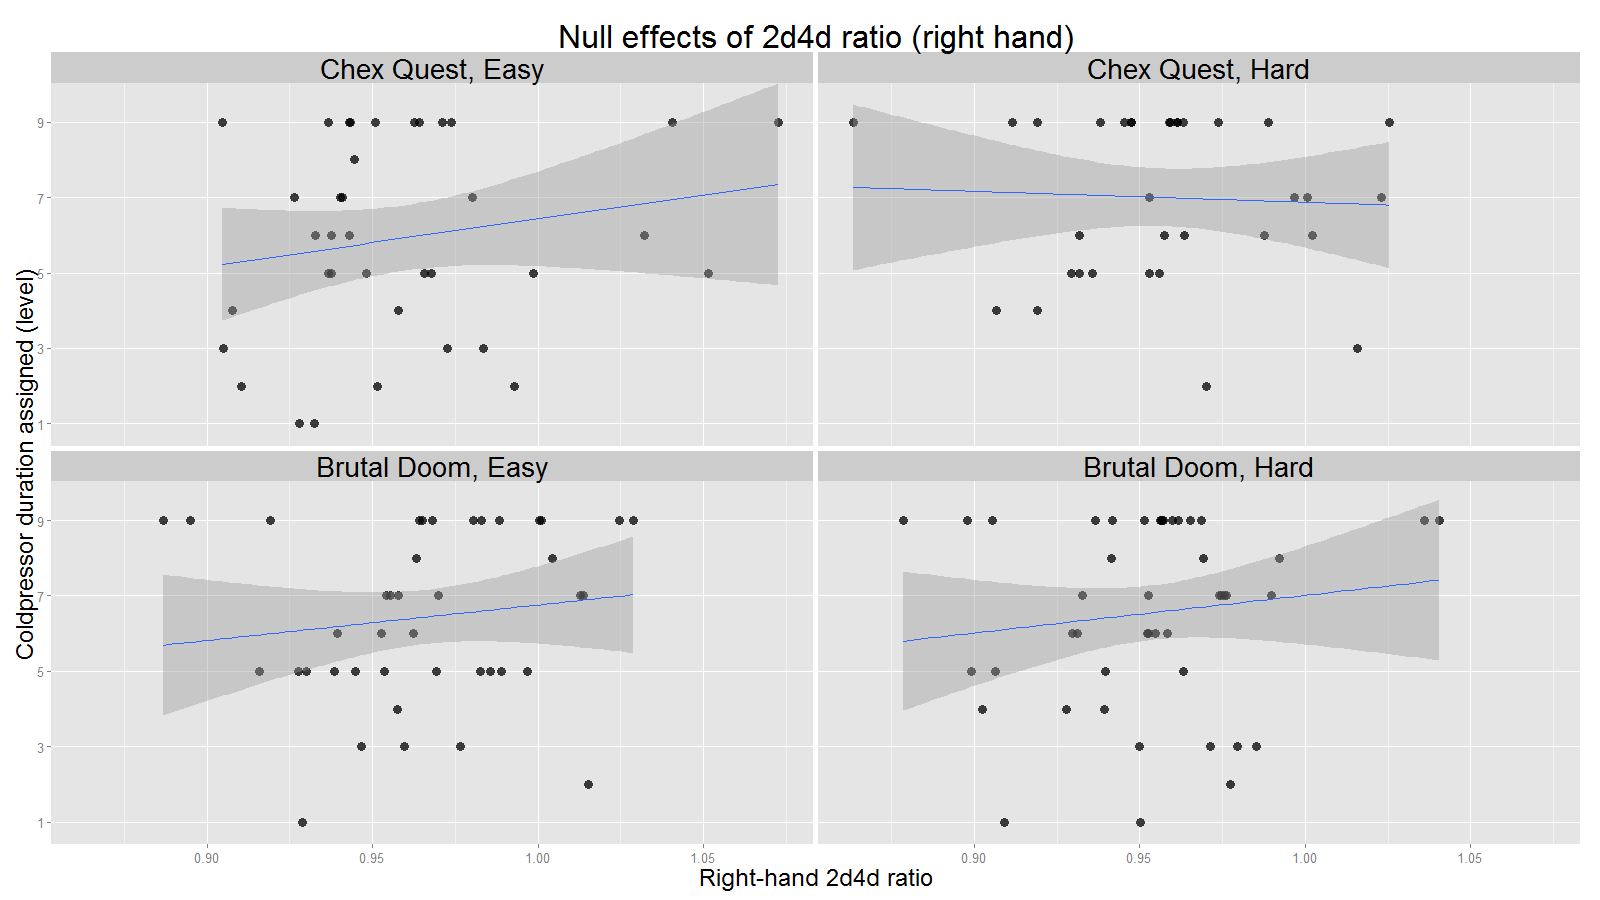 Null effects of 2d4d ratio (right hand)
Chex Quest, Easy
Chex Quest, Hard
9
7
5
3
1
Brutal Doom, Easy
Brutal Doom, Hard
9
7
5
3
1
Coldpressor duration assigned (level)
0.90 0.95 1.00 1.05
0.90 0.95 1.00 1.05
Right-hand 2d4d ratio